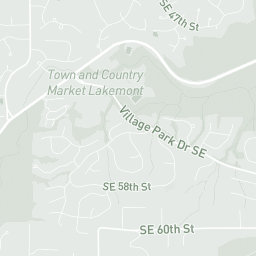 SE 47th St
Town and Country
Market Lakemont
Village Park Dr SE
SE 58th St
SE 60th St